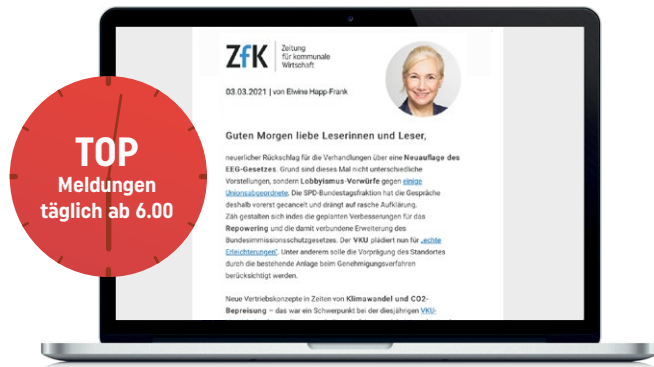 ZfK
Zeitung
für kommunale
Wirtschaft
03.03.2021 | von Elwine Happ-Frank
Guten Morgen liebe Leserinnen und Leser,
neuerlicher Rückschlag für die Verhandlungen über eine Neuauflage des
EEG-Gesetzes. Grund sind dieses Mal nicht unterschiedliche
Vorstellungen, sondern Lobbyismus-Vorwürfe gegen einige
Unionsabgeordnete. Die SPD-Bundestagsfraktion hat die Gespräche
deshalb vorerst gecancelt und drängt auf rasche Aufklärung.
Zäh gestalten sich indes die geplanten Verbesserungen für das
Repowering und die damit verbundene Erweiterung des
Bundesimmissionsschutzgesetzes. Der VKU plädiert nun für „echte
Erleichterungen". Unter anderem solle die Vorprägung des Standortes
durch die bestehende Anlage beim Genehmigungsverfahren
berücksichtigt werden.
Neue Vertriebskonzepte in Zeiten von Klimawandel und CO2-
Bepreisung – das war ein Schwerpunkt bei der diesjährigen VKU-
TOP
Meldungen
täglich ab 6.00